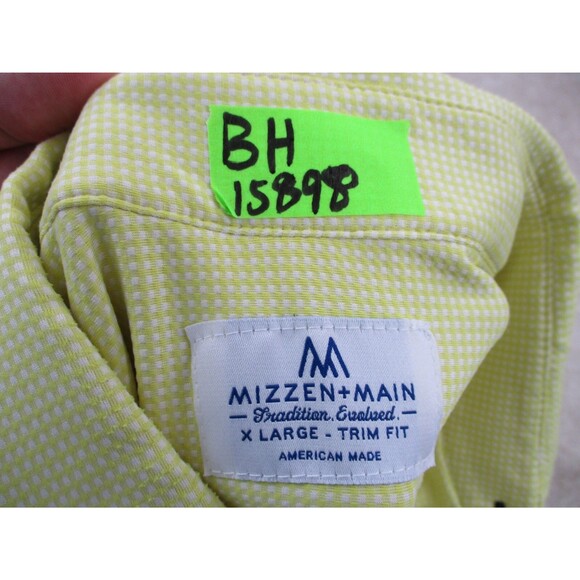 BH
15898
MIZZEN+MAIN
Tradition. Evolved.
X LARGE - TRIM FIT
AMERICAN MADE